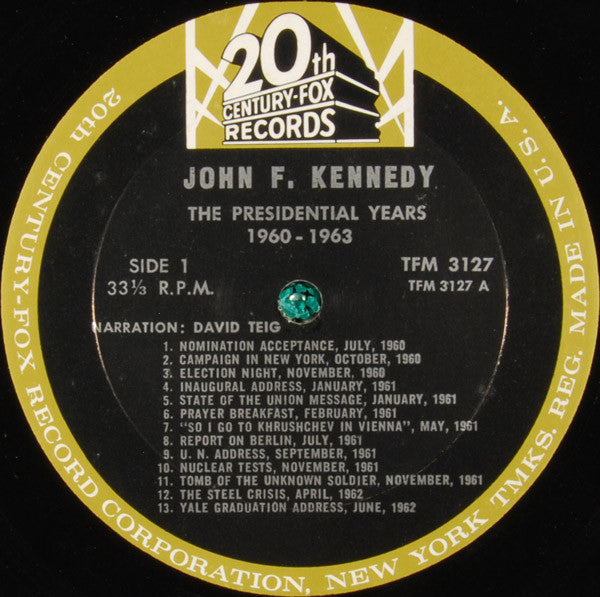 20th
CENTURY-FOX
RECORDS
JOHN F. KENNEDY
THE PRESIDENTIAL YEARS
1960 - 1963
SIDE 1
33⅓ R.P.M.
TFM 3127
TFM 3127 A
NARRATION: DAVID TEIG
1. NOMINATION ACCEPTANCE, JULY, 1960
2. CAMPAIGN IN NEW YORK, OCTOBER, 1960
3. ELECTION NIGHT, NOVEMBER, 1960
4. INAUGURAL ADDRESS, JANUARY, 1961
5. STATE OF THE UNION MESSAGE, JANUARY, 1961
6. PRAYER BREAKFAST, FEBRUARY, 1961
7. "SO I GO TO KHRUSHCHEV IN VIENNA", MAY, 1961
8. REPORT ON BERLIN, JULY, 1961
9. U. N. ADDRESS, SEPTEMBER, 1961
10. NUCLEAR TESTS, NOVEMBER, 1961
11. TOMB OF THE UNKNOWN SOLDIER, NOVEMBER, 1961
12. THE STEEL CRISIS, APRIL, 1962
13. YALE GRADUATION ADDRESS, JUNE, 1962
20th CENTURY-FOX RECORD CORPORATION, NEW YORK TMKS. REG. MADE IN U.S.A.